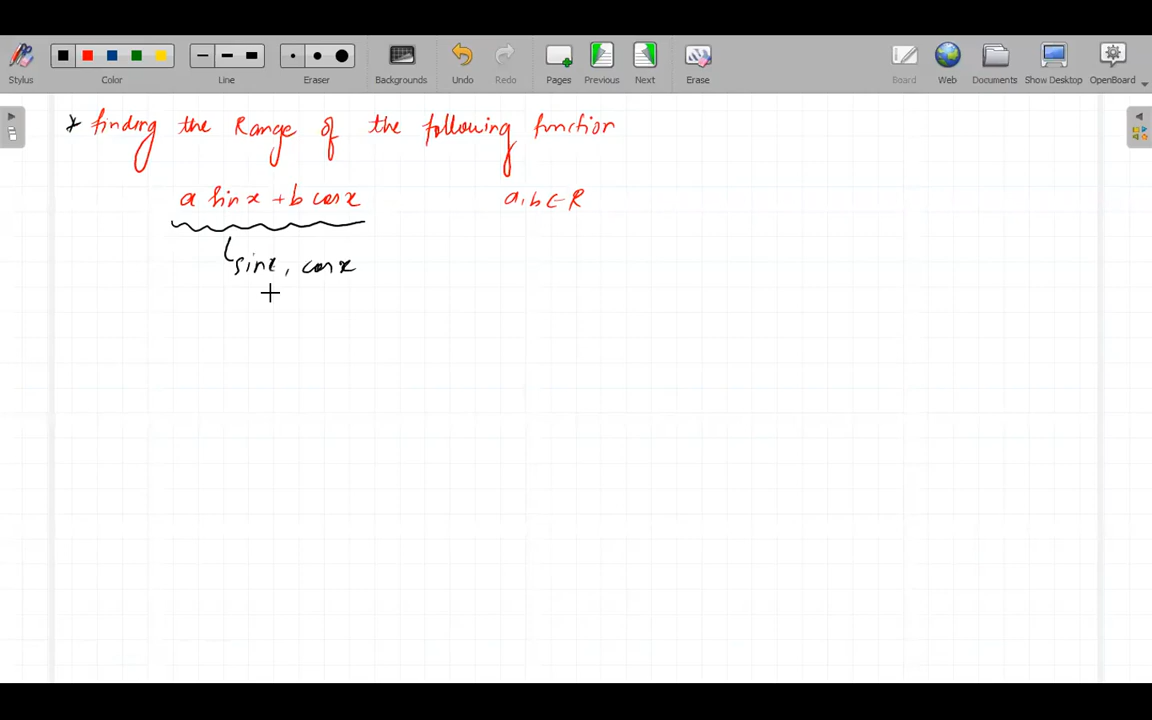 Stylus Color Line Eraser Backgrounds Undo Redo Pages Previous Next Erase Board Web Documents Show Desktop OpenBoard
* finding the Range of the following function
a sin x + b cos x a, b ∈ R
sin x, cos x